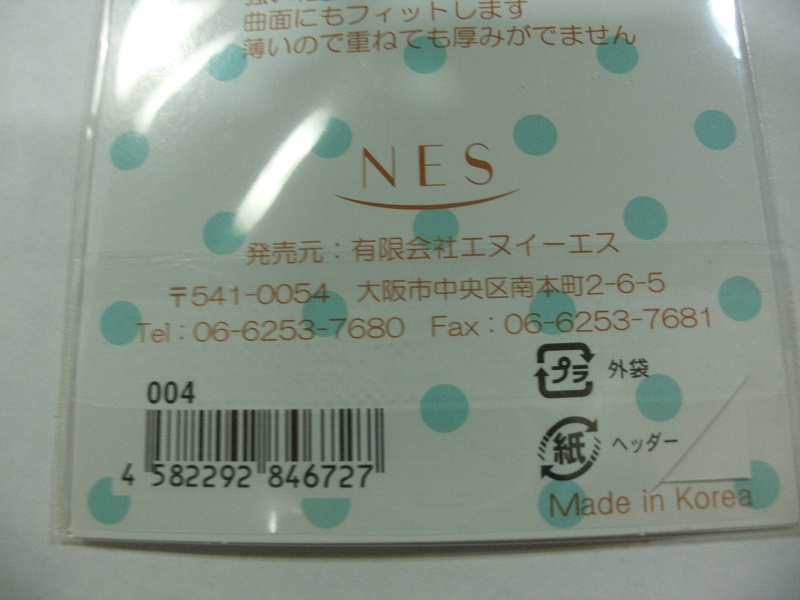 曲面にもフィットします
薄いので重ねても厚みがでません
NES
発売元：有限会社エヌイーエス
〒541-0054 大阪市中央区南本町2-6-5
Tel：06-6253-7680 Fax：06-6253-7681
プラ 外袋
004
紙 ヘッダー
4 582292 846727
Made in Korea